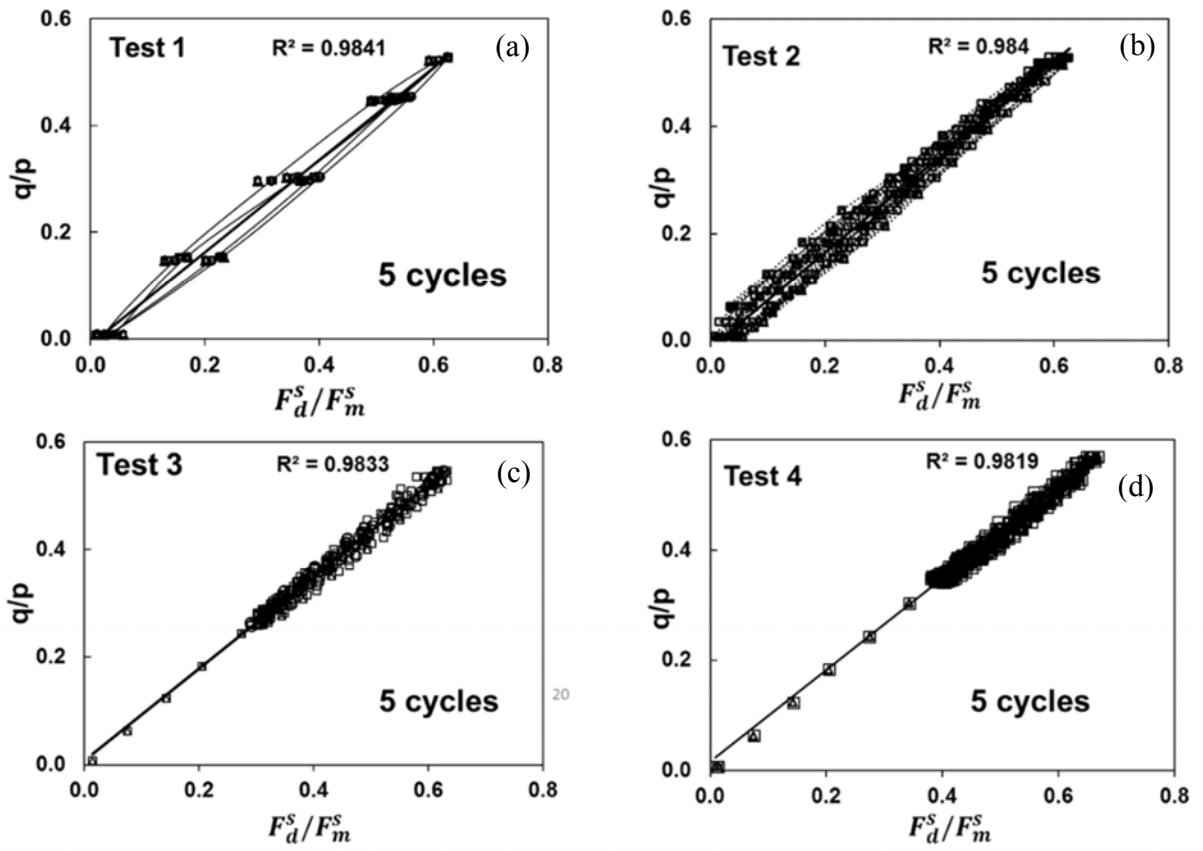 Test 1
R² = 0.9841
(a)
0.6
0.4
0.2
0.0
q/p
5 cycles
0.0 0.2 0.4 0.6 0.8
F_d^s/F_m^s
Test 2
R² = 0.984
(b)
0.6
0.4
0.2
0.0
q/p
5 cycles
0.0 0.2 0.4 0.6 0.8
F_d^s/F_m^s
Test 3
R² = 0.9833
(c)
0.6
0.4
0.2
0.0
q/p
5 cycles
20
0.0 0.2 0.4 0.6 0.8
F_d^s/F_m^s
Test 4
R² = 0.9819
(d)
0.6
0.4
0.2
0.0
q/p
5 cycles
0.0 0.2 0.4 0.6 0.8
F_d^s/F_m^s